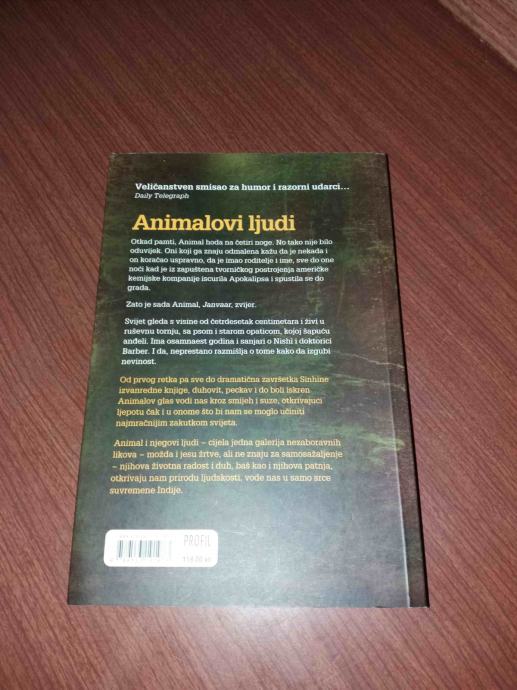 Veličanstven smisao za humor i razorni udarci...
Daily Telegraph
Animalovi ljudi
Otkad pamti, Animal hoda na četiri noge. No tako nije bilo
oduvijek. Oni koji ga znaju odmalena kažu da je nekada i
on koračao uspravno, da je imao roditelje i ime, sve do one
noći kad je iz zapuštena tvorničkog postrojenja američke
kemijske kompanije iscurila Apokalipsa i spustila se do
grada.
Zato je sada Animal, Janvaar, zvijer.
Svijet gleda s visine od četrdesetak centimetara i živi u
ruševnu tornju, sa psom i starom opaticom, kojoj šapuću
anđeli. Ima osamnaest godina i sanjari o Nishi i doktorici
Barber. I da, neprestano razmišlja o tome kako da izgubi
nevinost.
Od prvog retka pa sve do dramatična završetka Sinhine
izvanredne knjige, duhovit, peckav i do boli iskren
Animalov glas vodi nas kroz smijeh i suze, otkrivajući
ljepotu čak i u onome što bi nam se moglo učiniti
najmračnijim zakutkom svijeta.
Animal i njegovi ljudi – cijela jedna galerija nezaboravnih
likova – možda i jesu žrtve, ali ne znaju za samosažaljenje
– njihova životna radost i duh, baš kao i njihova patnja,
otkrivaju nam prirodu ljudskosti, vode nas u samo srce
suvremene Indije.
PROFIL